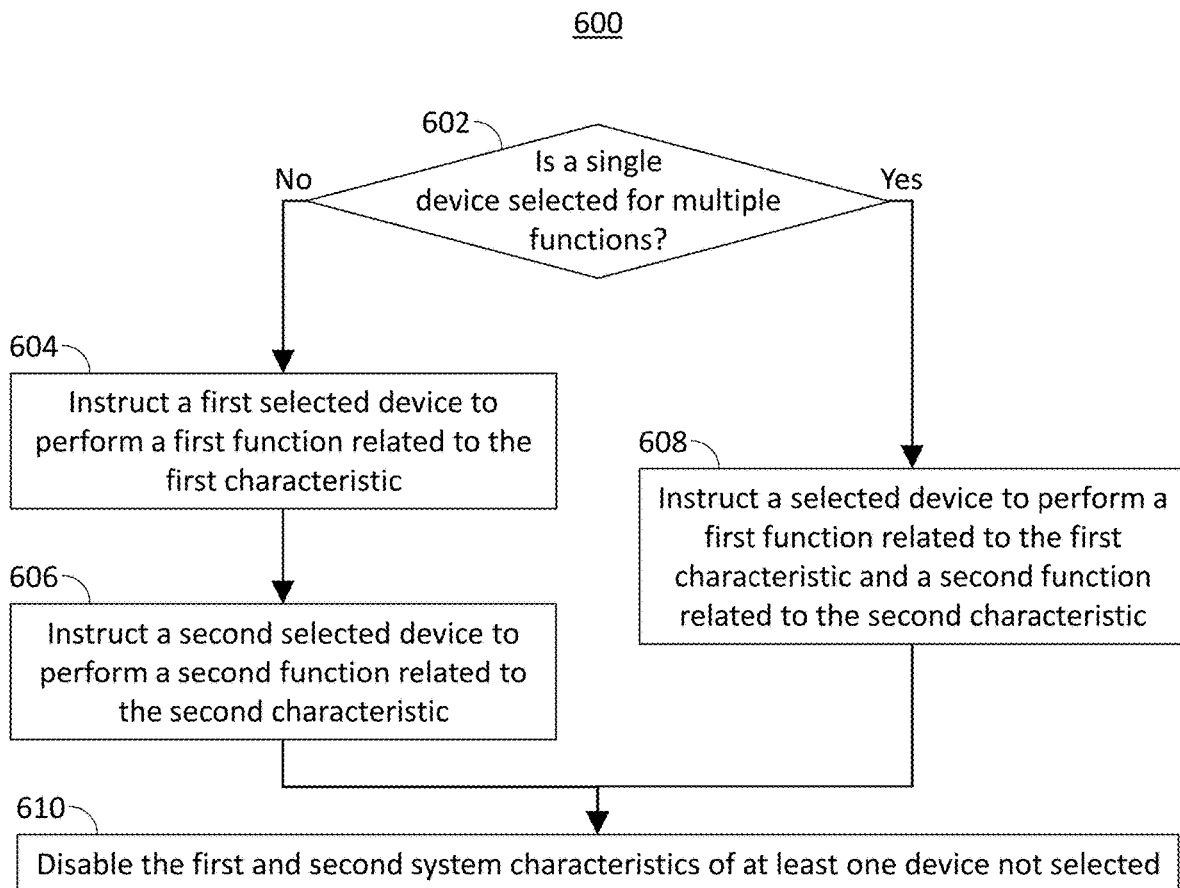 600
602
Is a single
device selected for multiple
functions?
No
Yes
604
Instruct a first selected device to
perform a first function related to the
first characteristic
606
Instruct a second selected device to
perform a second function related to
the second characteristic
608
Instruct a selected device to perform a
first function related to the first
characteristic and a second function
related to the second characteristic
610
Disable the first and second system characteristics of at least one device not selected